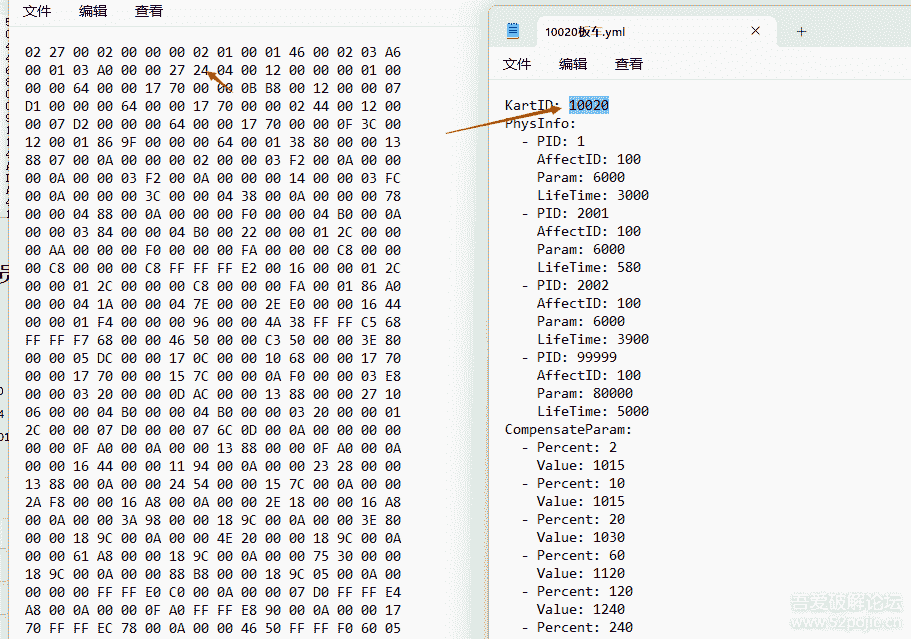 文件 编辑 查看
02 27 00 02 00 00 00 02 01 00 01 46 00 02 03 A6
00 01 03 A0 00 00 27 24 04 00 12 00 00 00 01 00
00 00 64 00 00 17 70 00 00 0B B8 00 12 00 00 07
D1 00 00 00 64 00 00 17 70 00 00 02 44 00 12 00
00 07 D2 00 00 00 64 00 00 17 70 00 00 0F 3C 00
12 00 01 86 9F 00 00 00 64 00 01 38 80 00 00 13
88 07 00 0A 00 00 00 02 00 00 03 F2 00 0A 00 00
00 0A 00 00 03 F2 00 0A 00 00 00 14 00 00 03 FC
00 0A 00 00 00 3C 00 00 04 38 00 0A 00 00 00 78
00 00 04 88 00 0A 00 00 00 F0 00 00 04 B0 00 0A
00 00 03 84 00 00 04 B0 00 22 00 00 01 2C 00 00
00 AA 00 00 00 F0 00 00 00 FA 00 00 00 C8 00 00
00 C8 00 00 00 C8 FF FF FF E2 00 16 00 00 01 2C
00 00 01 2C 00 00 00 C8 00 00 00 FA 00 01 86 A0
00 00 04 1A 00 00 04 7E 00 00 2E E0 00 00 16 44
00 00 01 F4 00 00 00 96 00 00 4A 38 FF FF C5 68
FF FF F7 68 00 00 46 50 00 00 C3 50 00 00 3E 80
00 00 05 DC 00 00 17 0C 00 00 10 68 00 00 17 70
00 00 17 70 00 00 15 7C 00 00 0A F0 00 00 03 E8
00 00 03 20 00 00 0D AC 00 00 13 88 00 00 27 10
06 00 00 04 B0 00 00 04 B0 00 00 03 20 00 00 01
2C 00 00 07 D0 00 00 07 6C 0D 00 0A 00 00 00 00
00 00 0F A0 00 0A 00 00 13 88 00 00 0F A0 00 0A
00 00 16 44 00 00 11 94 00 0A 00 00 23 28 00 00
13 88 00 0A 00 00 24 54 00 00 15 7C 00 0A 00 00
2A F8 00 00 16 A8 00 0A 00 00 2E 18 00 00 16 A8
00 0A 00 00 3A 98 00 00 18 9C 00 0A 00 00 3E 80
00 00 18 9C 00 0A 00 00 4E 20 00 00 18 9C 00 0A
00 00 61 A8 00 00 18 9C 00 0A 00 00 75 30 00 00
18 9C 00 0A 00 00 88 B8 00 00 18 9C 05 00 0A 00
00 00 00 FF FF E0 C0 00 0A 00 00 07 D0 FF FF E4
A8 00 0A 00 00 0F A0 FF FF E8 90 00 0A 00 00 17
70 FF FF EC 78 00 0A 00 00 46 50 FF FF F0 60 05
10020板车.yml
文件 编辑 查看
KartID: 10020
PhysInfo:
- PID: 1
AffectID: 100
Param: 6000
LifeTime: 3000
- PID: 2001
AffectID: 100
Param: 6000
LifeTime: 580
- PID: 2002
AffectID: 100
Param: 6000
LifeTime: 3900
- PID: 99999
AffectID: 100
Param: 80000
LifeTime: 5000
CompensateParam:
- Percent: 2
Value: 1015
- Percent: 10
Value: 1015
- Percent: 20
Value: 1030
- Percent: 60
Value: 1120
- Percent: 120
Value: 1240
- Percent: 240
吾爱破解论坛
www.52pojie.cn